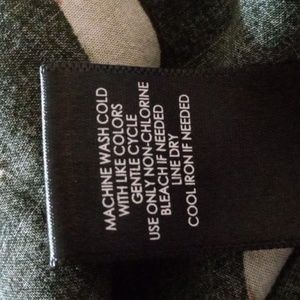 MACHINE WASH COLD
WITH LIKE COLORS
GENTLE CYCLE
USE ONLY NON-CHLORINE
BLEACH IF NEEDED
LINE DRY
COOL IRON IF NEEDED